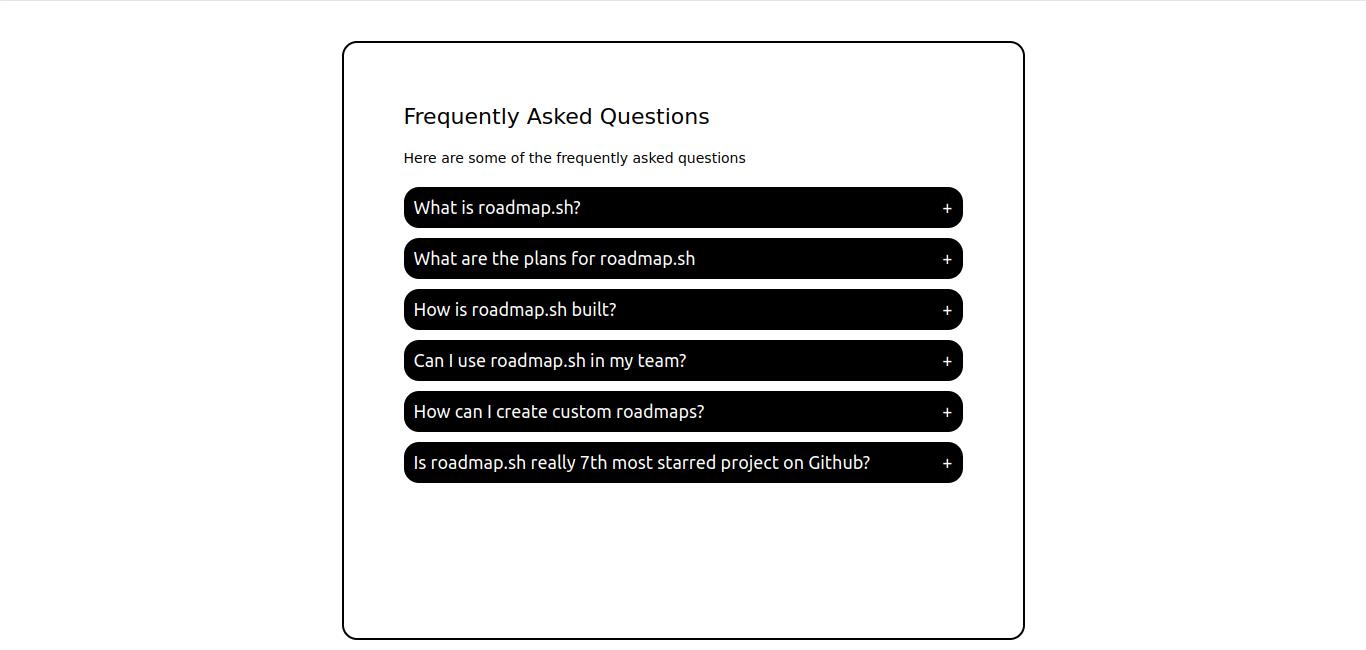 Frequently Asked Questions
Here are some of the frequently asked questions
What is roadmap.sh? +
What are the plans for roadmap.sh +
How is roadmap.sh built? +
Can I use roadmap.sh in my team? +
How can I create custom roadmaps? +
Is roadmap.sh really 7th most starred project on Github? +